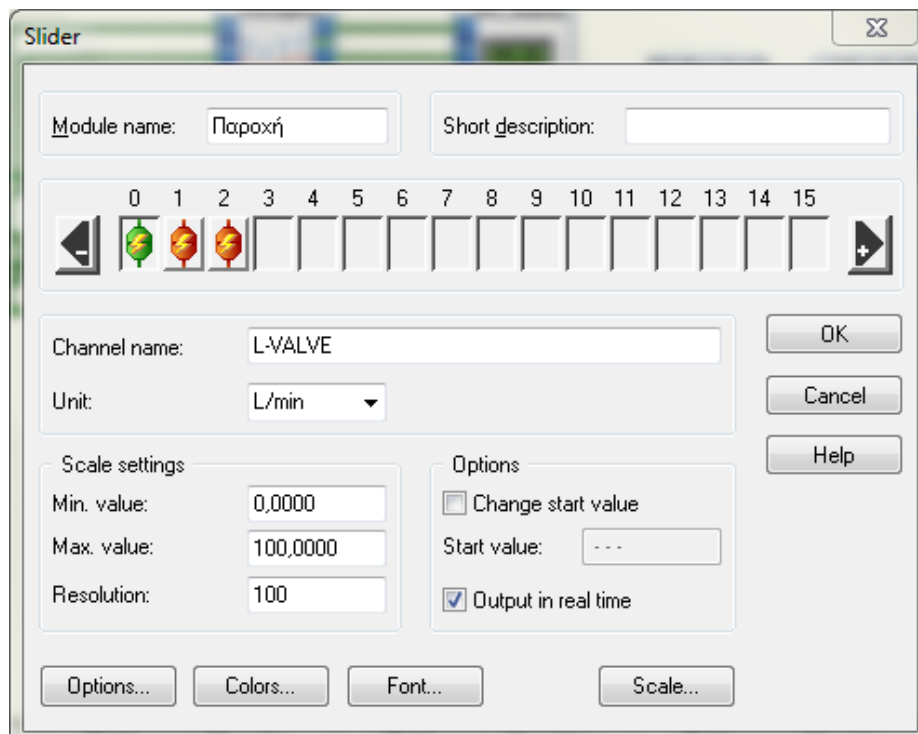 Slider
Module name: Παροχή Short description:
0 1 2 3 4 5 6 7 8 9 10 11 12 13 14 15
Channel name: L-VALVE
OK
Unit: L/min
Cancel
Help
Scale settings
Min. value: 0,0000
Max. value: 100,0000
Resolution: 100
Options
Change start value
Start value: - - -
Output in real time
Options... Colors... Font... Scale...